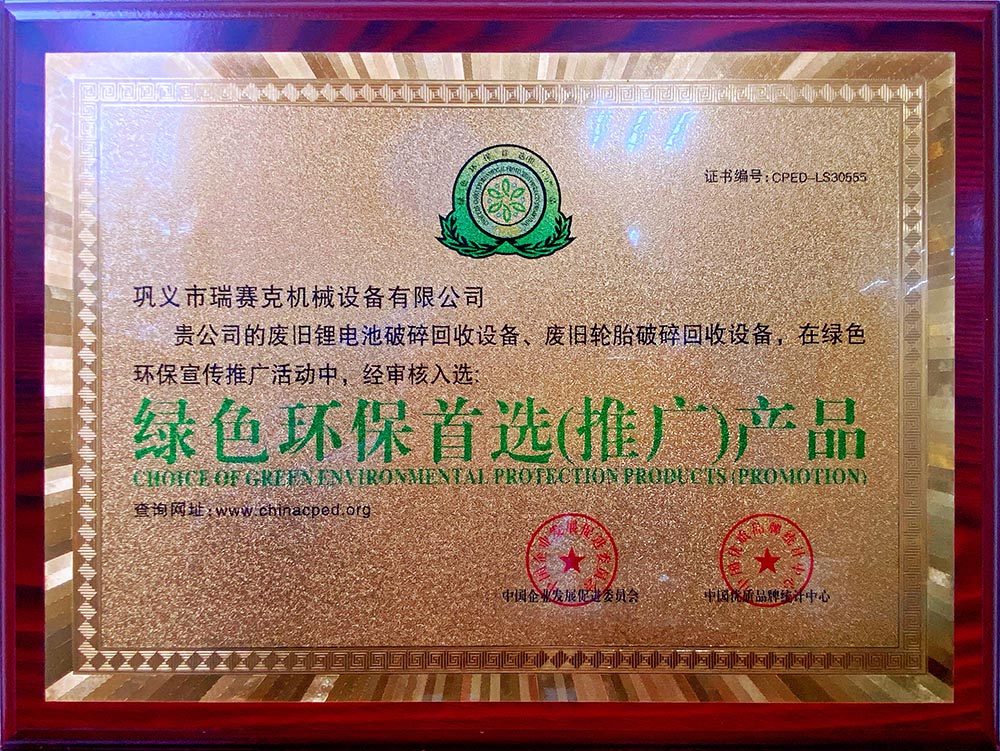 证书编号:CPED-LS30555
巩义市瑞赛克机械设备有限公司
贵公司的废旧锂电池破碎回收设备、废旧轮胎破碎回收设备，在绿色
环保宣传推广活动中，经审核入选:
绿色环保首选(推广)产品
CHOICE OF GREEN ENVIRONMENTAL PROTECTION PRODUCTS (PROMOTION)
查询网址:www.chinacped.org
中国企业发展促进委员会
中国优质品牌统计中心